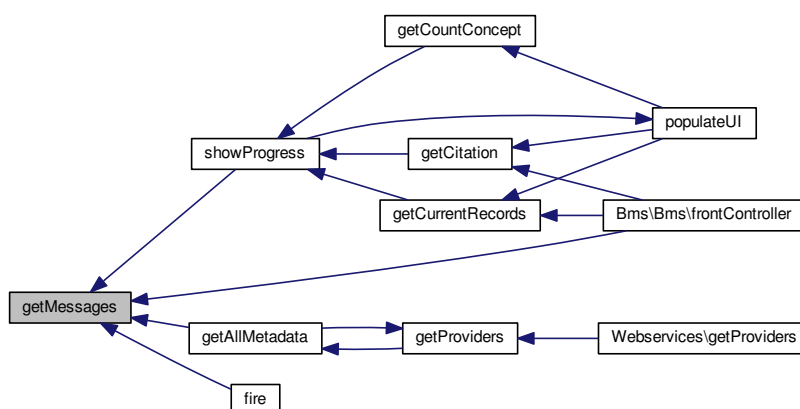 getCountConcept
populateUI
showProgress
getCitation
getCurrentRecords
Bms\Bms\frontController
getMessages
getAllMetadata
getProviders
Webservices\getProviders
fire